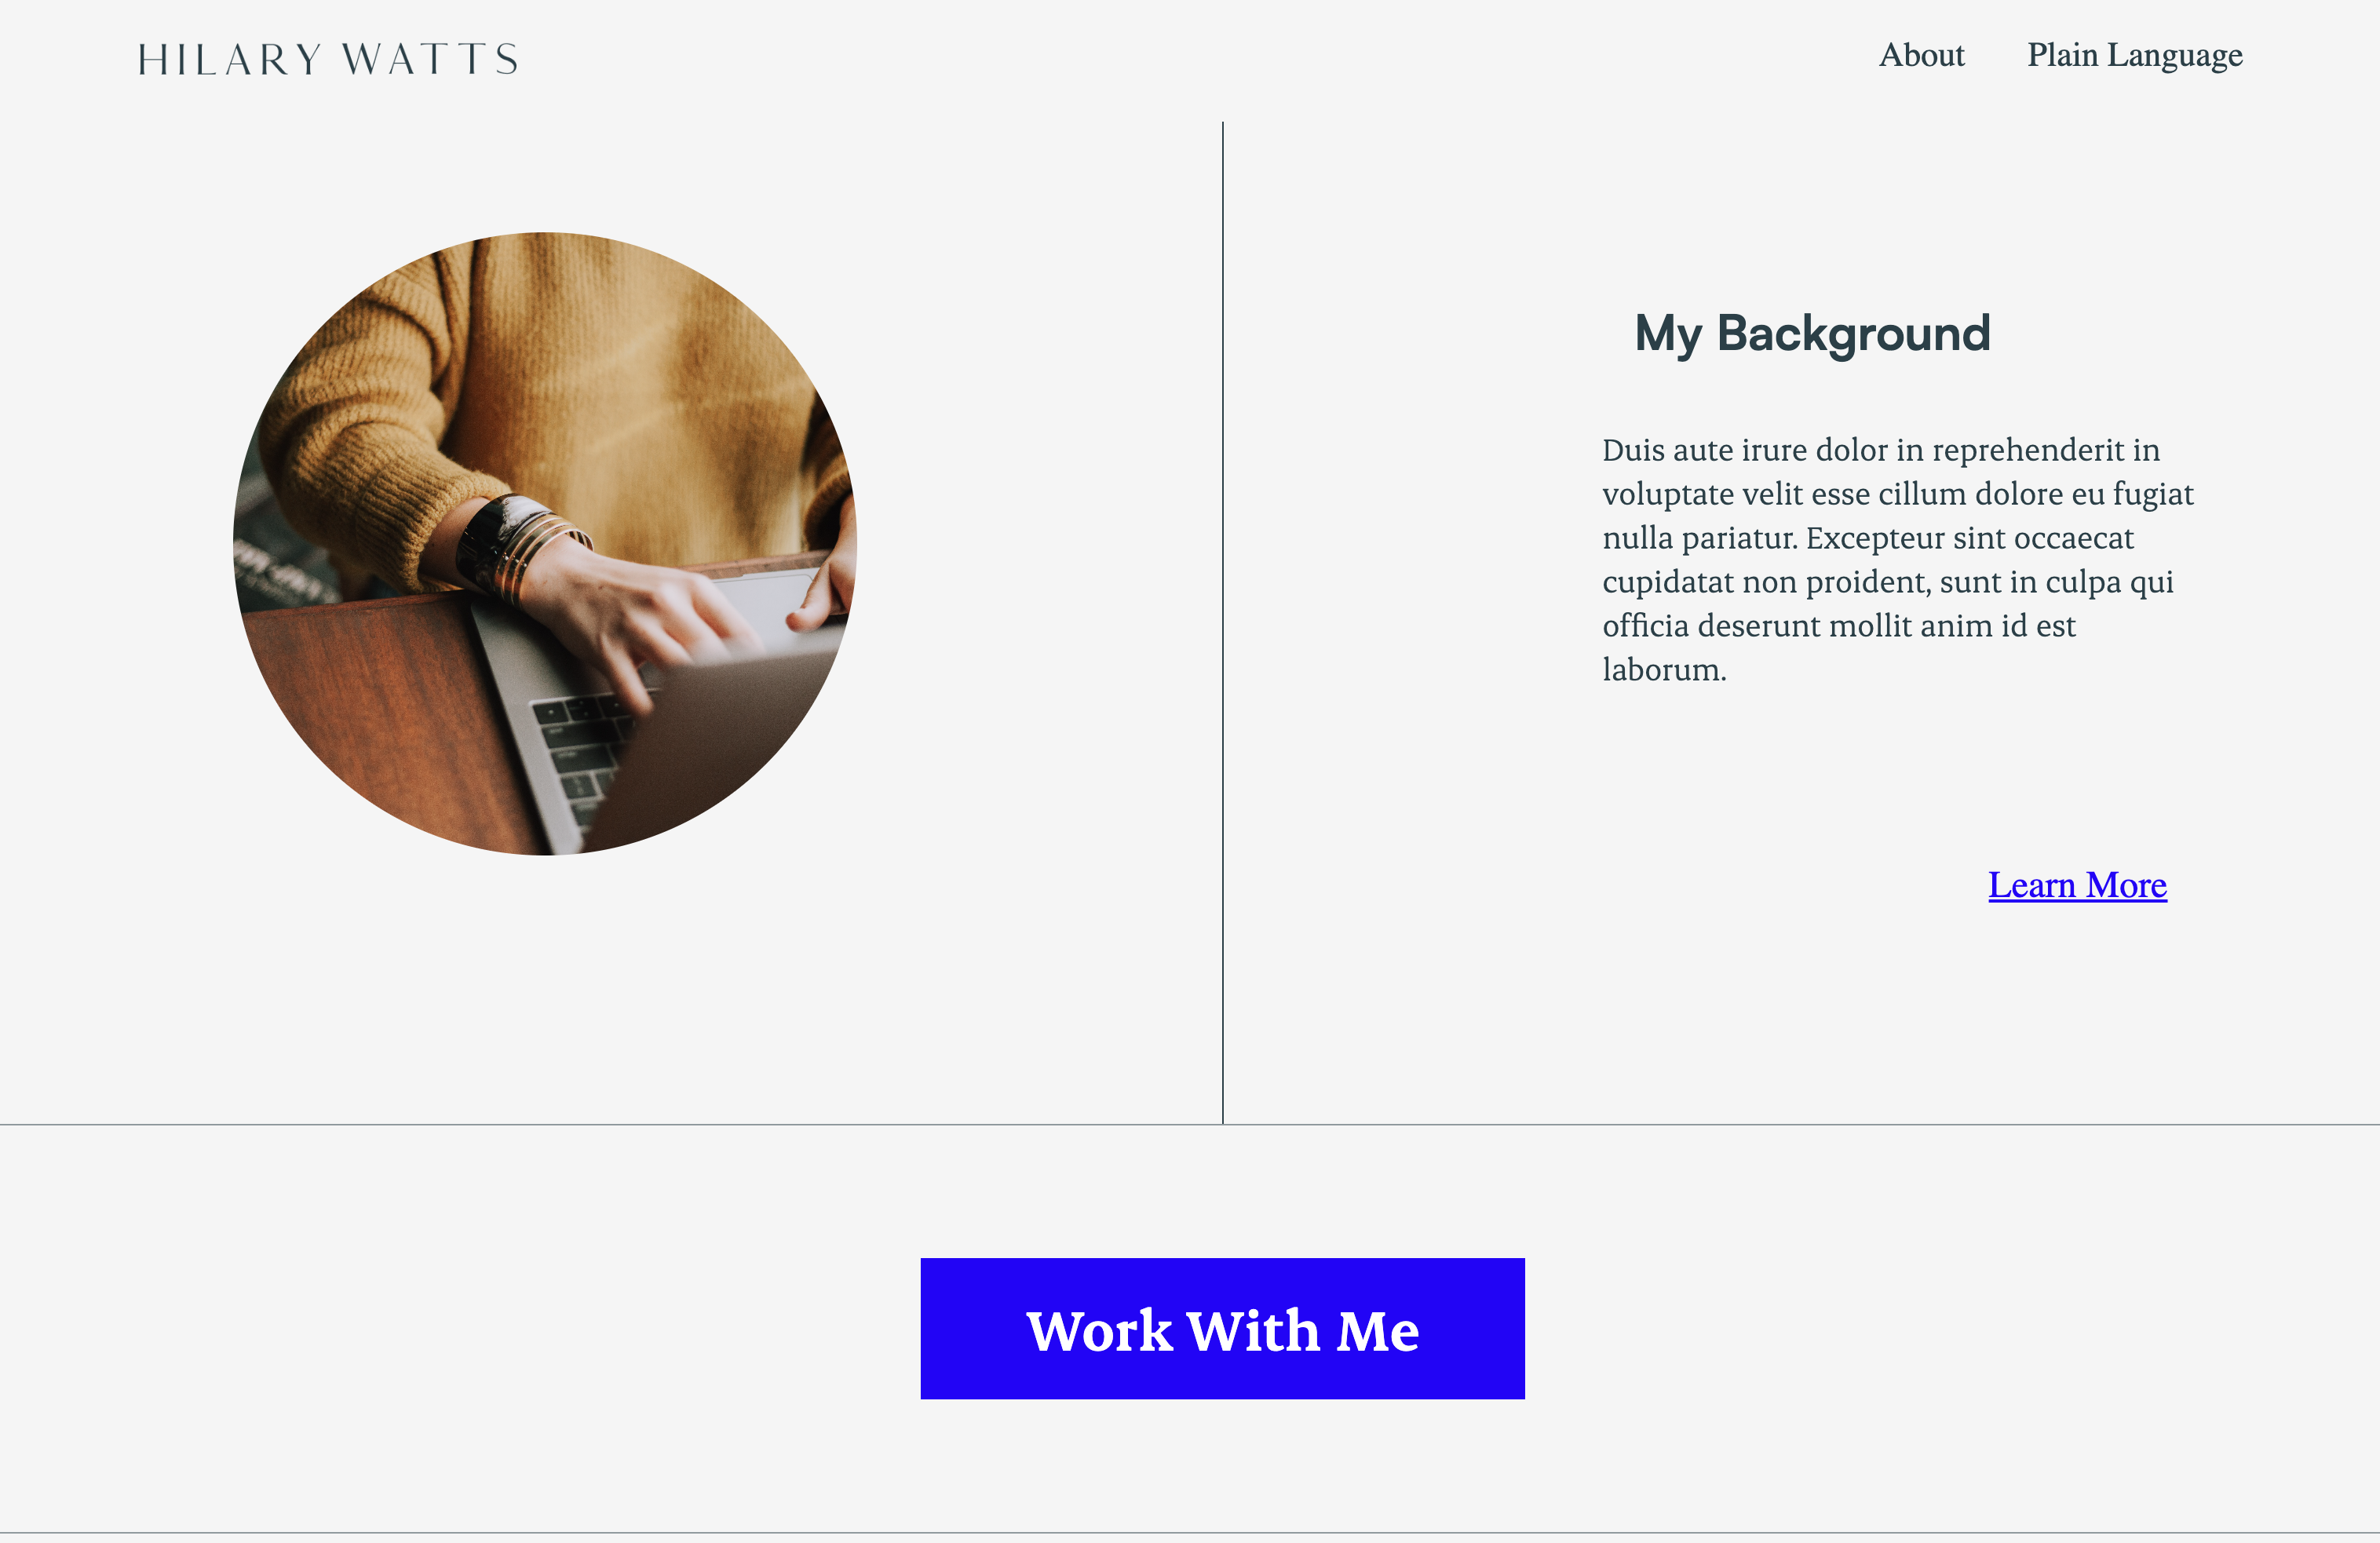 HILARY WATTS
About
Plain Language
My Background
Duis aute irure dolor in reprehenderit in
voluptate velit esse cillum dolore eu fugiat
nulla pariatur. Excepteur sint occaecat
cupidatat non proident, sunt in culpa qui
officia deserunt mollit anim id est
laborum.
Learn More
Work With Me